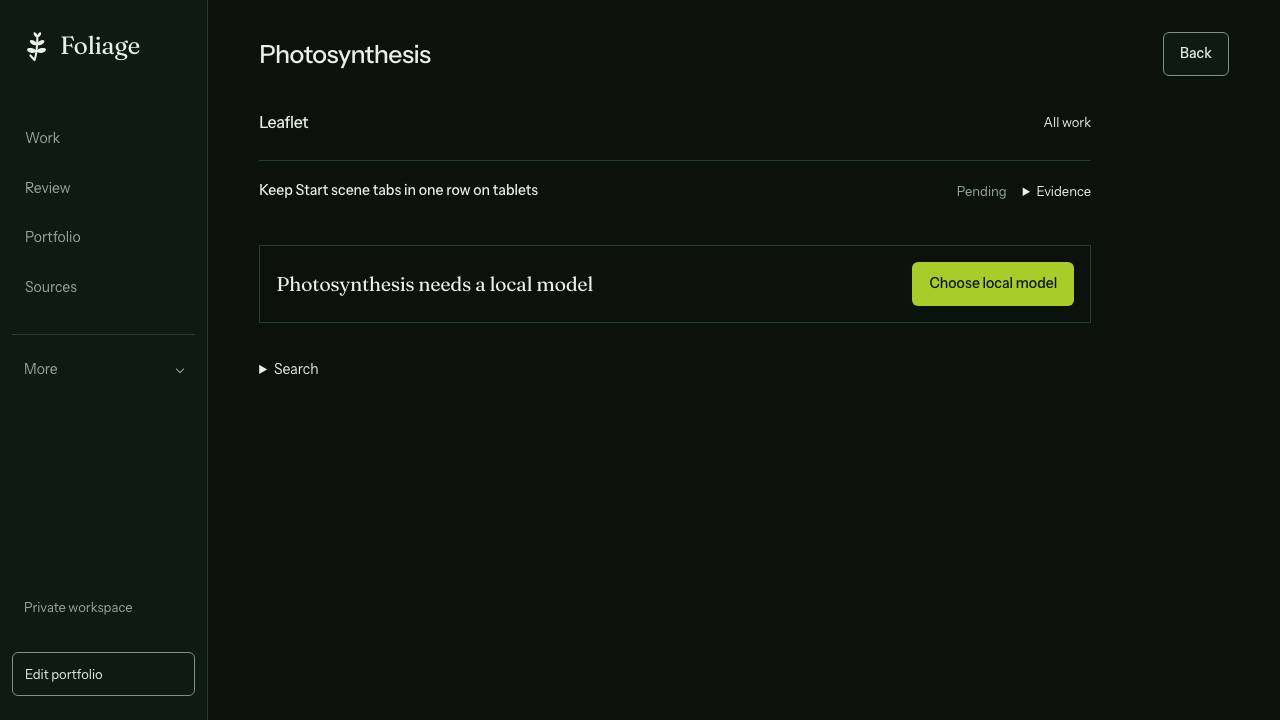 Foliage
Work
Review
Portfolio
Sources
More
Private workspace
Edit portfolio
Photosynthesis
Back
Leaflet
All work
Keep Start scene tabs in one row on tablets
Pending
Evidence
Photosynthesis needs a local model
Choose local model
Search